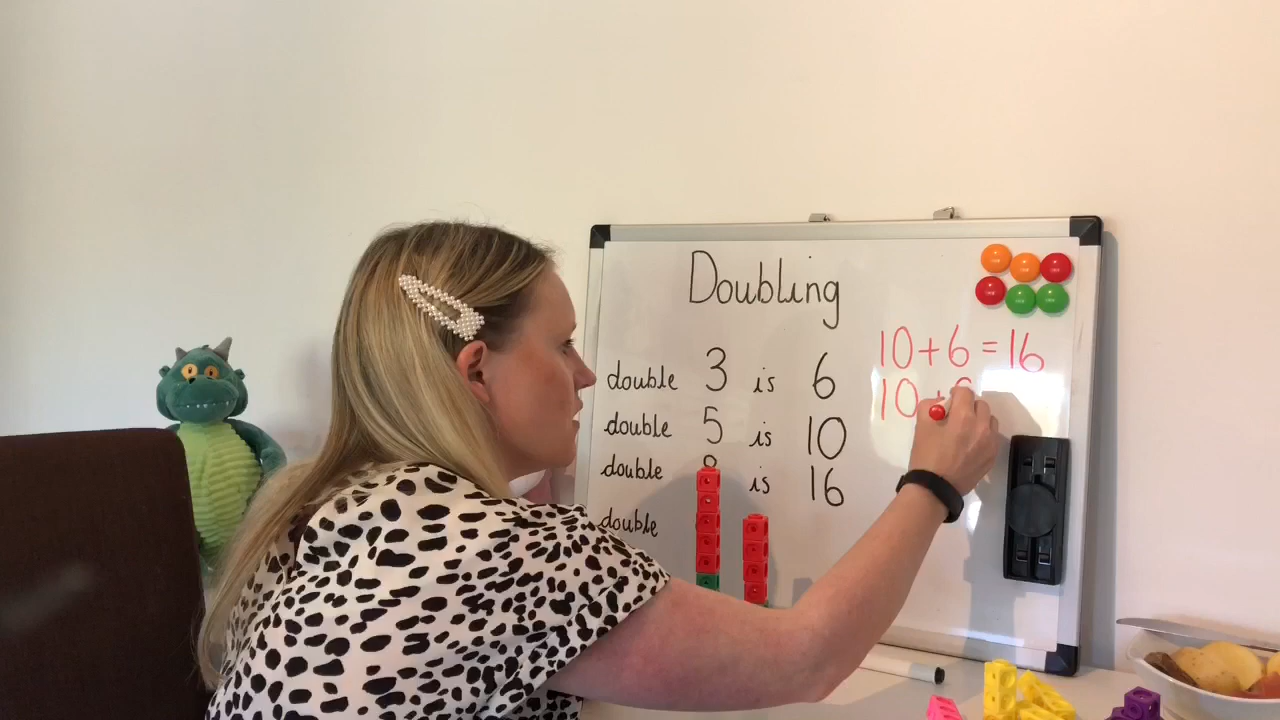 Doubling
double 3 is 6
double 5 is 10
double is 16
double
10+6=16
10+